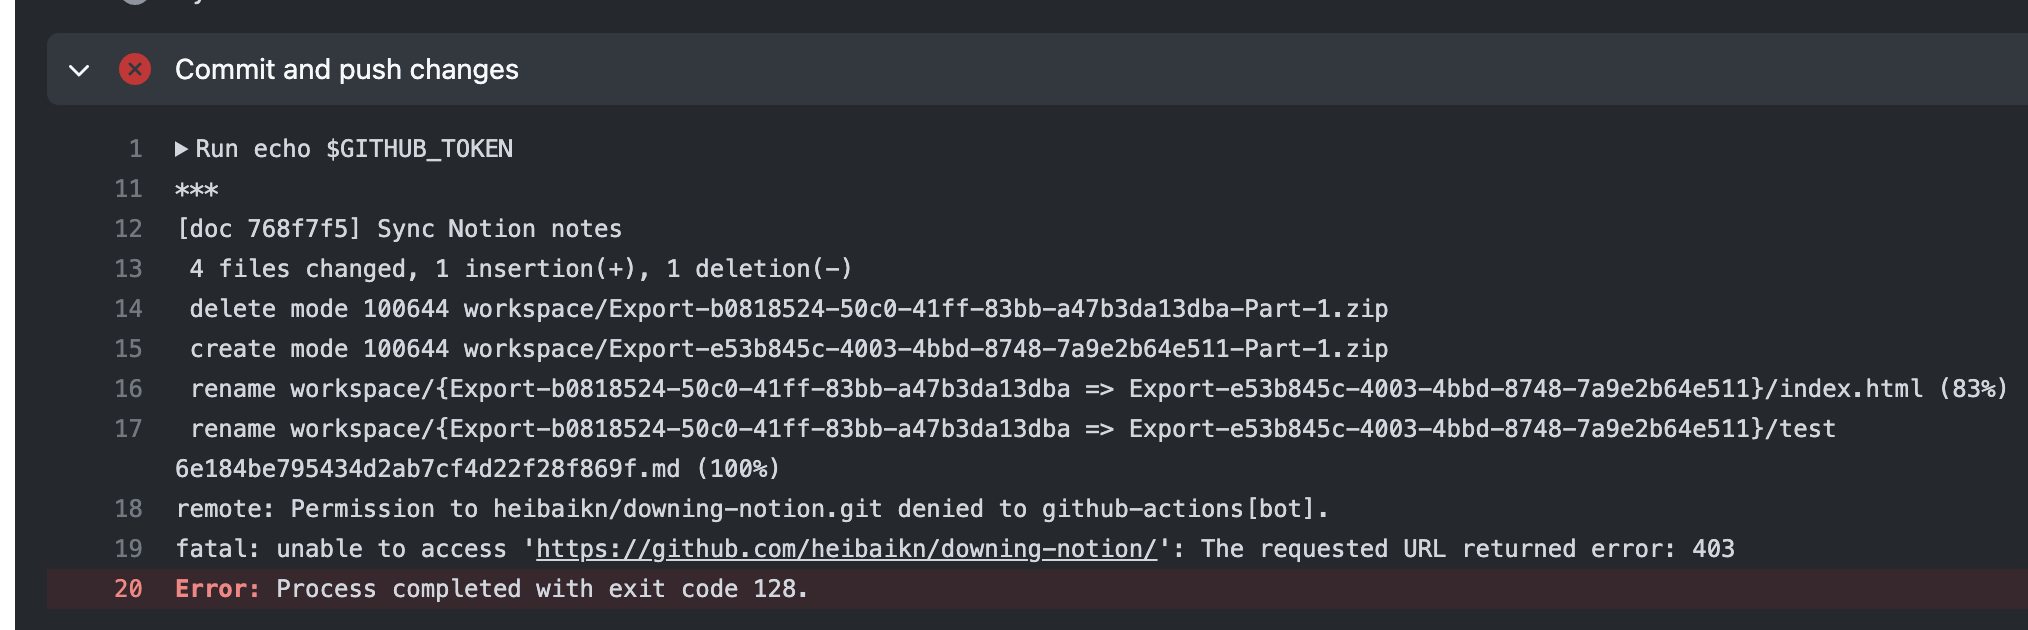 Commit and push changes
1 Run echo $GITHUB_TOKEN
11 ***
12 [doc 768f7f5] Sync Notion notes
13 4 files changed, 1 insertion(+), 1 deletion(-)
14 delete mode 100644 workspace/Export-b0818524-50c0-41ff-83bb-a47b3da13dba-Part-1.zip
15 create mode 100644 workspace/Export-e53b845c-4003-4bbd-8748-7a9e2b64e511-Part-1.zip
16 rename workspace/{Export-b0818524-50c0-41ff-83bb-a47b3da13dba => Export-e53b845c-4003-4bbd-8748-7a9e2b64e511}/index.html (83%)
17 rename workspace/{Export-b0818524-50c0-41ff-83bb-a47b3da13dba => Export-e53b845c-4003-4bbd-8748-7a9e2b64e511}/test
6e184be795434d2ab7cf4d22f28f869f.md (100%)
18 remote: Permission to heibaikn/downing-notion.git denied to github-actions[bot].
19 fatal: unable to access 'https://github.com/heibaikn/downing-notion/': The requested URL returned error: 403
20 Error: Process completed with exit code 128.